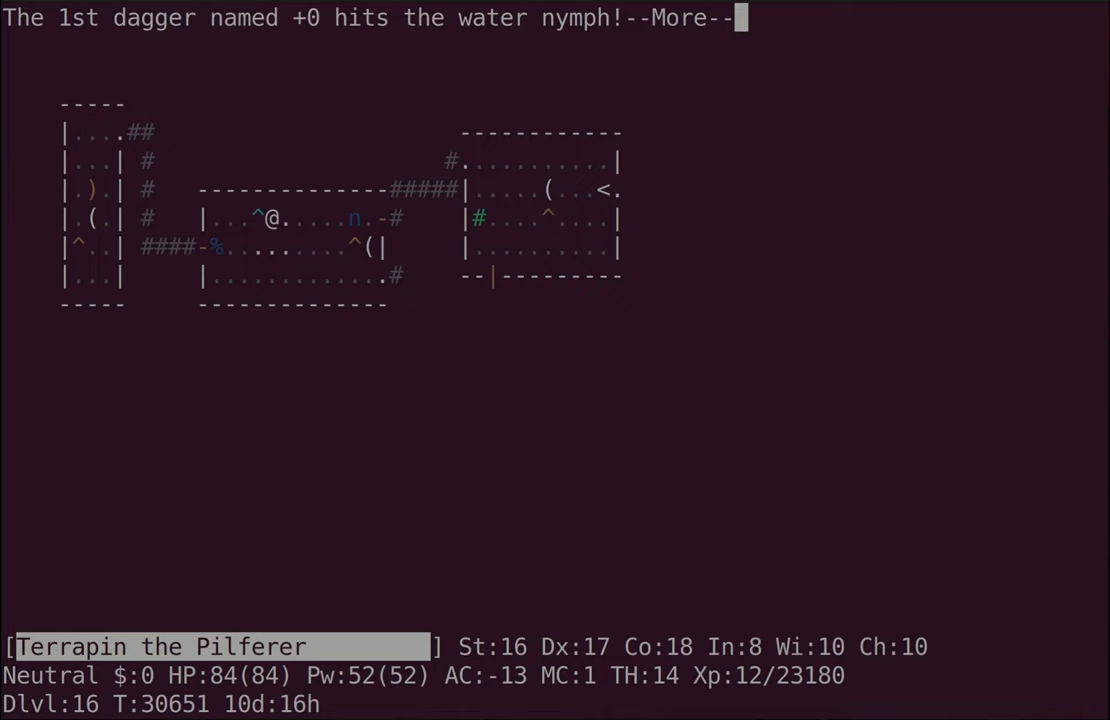 The 1st dagger named +0 hits the water nymph!--More--
-----
|....## ------------
|...| # #..........|
|.).| # --------------#####|.....(...<.
|.(.| # |...^@.....n.-# |#....^....|
|^..| ####-%.........^(| |.........|
|...| |.............# --|---------
----- --------------
[Terrapin the Pilferer ] St:16 Dx:17 Co:18 In:8 Wi:10 Ch:10
Neutral $:0 HP:84(84) Pw:52(52) AC:-13 MC:1 TH:14 Xp:12/23180
Dlvl:16 T:30651 10d:16h